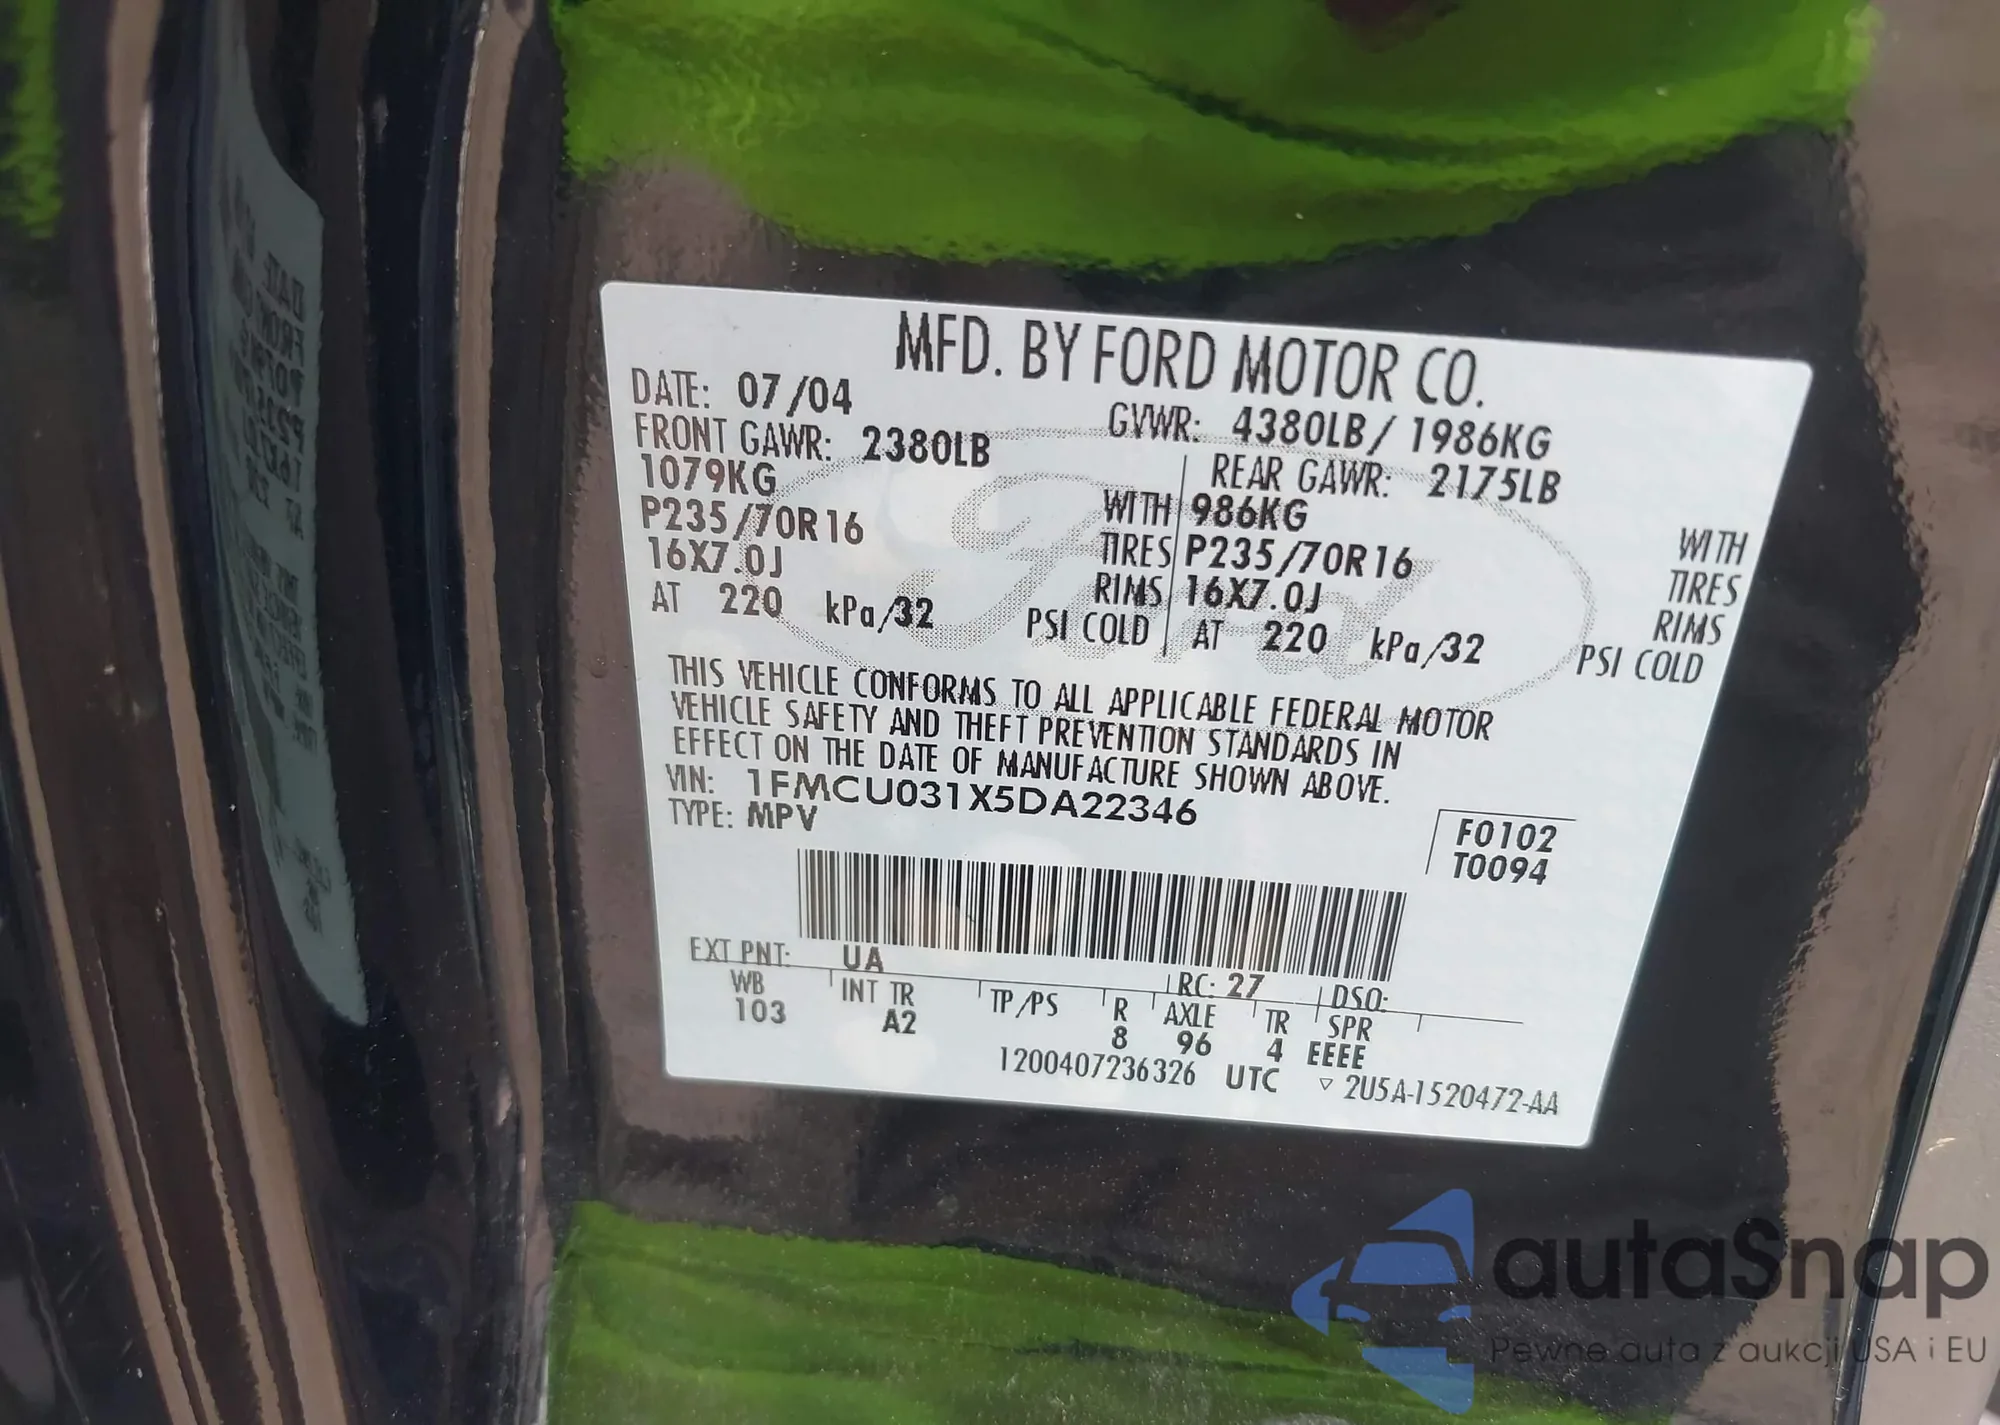 MFD. BY FORD MOTOR CO.
DATE: 07/04
GVWR: 4380LB/ 1986KG
FRONT GAWR: 2380LB
REAR GAWR: 2175LB
1079KG WITH
986KG WITH
P235/70R16 TIRES
P235/70R16 TIRES
16X7.0J RIMS
16X7.0J RIMS
AT 220 kPa/32 PSI COLD
AT 220 kPa/32 PSI COLD
Ford
THIS VEHICLE CONFORMS TO ALL APPLICABLE FEDERAL MOTOR
VEHICLE SAFETY AND THEFT PREVENTION STANDARDS IN
EFFECT ON THE DATE OF MANUFACTURE SHOWN ABOVE.
VIN: 1FMCU031X5DA22346
TYPE: MPV
F0102
T0094
EXT PNT: UA RC: 27 DSO:
WB INT TR TP/PS R AXLE TR SPR
103 A2 8 96 4 EEEE
1200407236326 UTC ▽ 2U5A-1520472-AA
autaSnap
Pewne auta z aukcji USA i EU